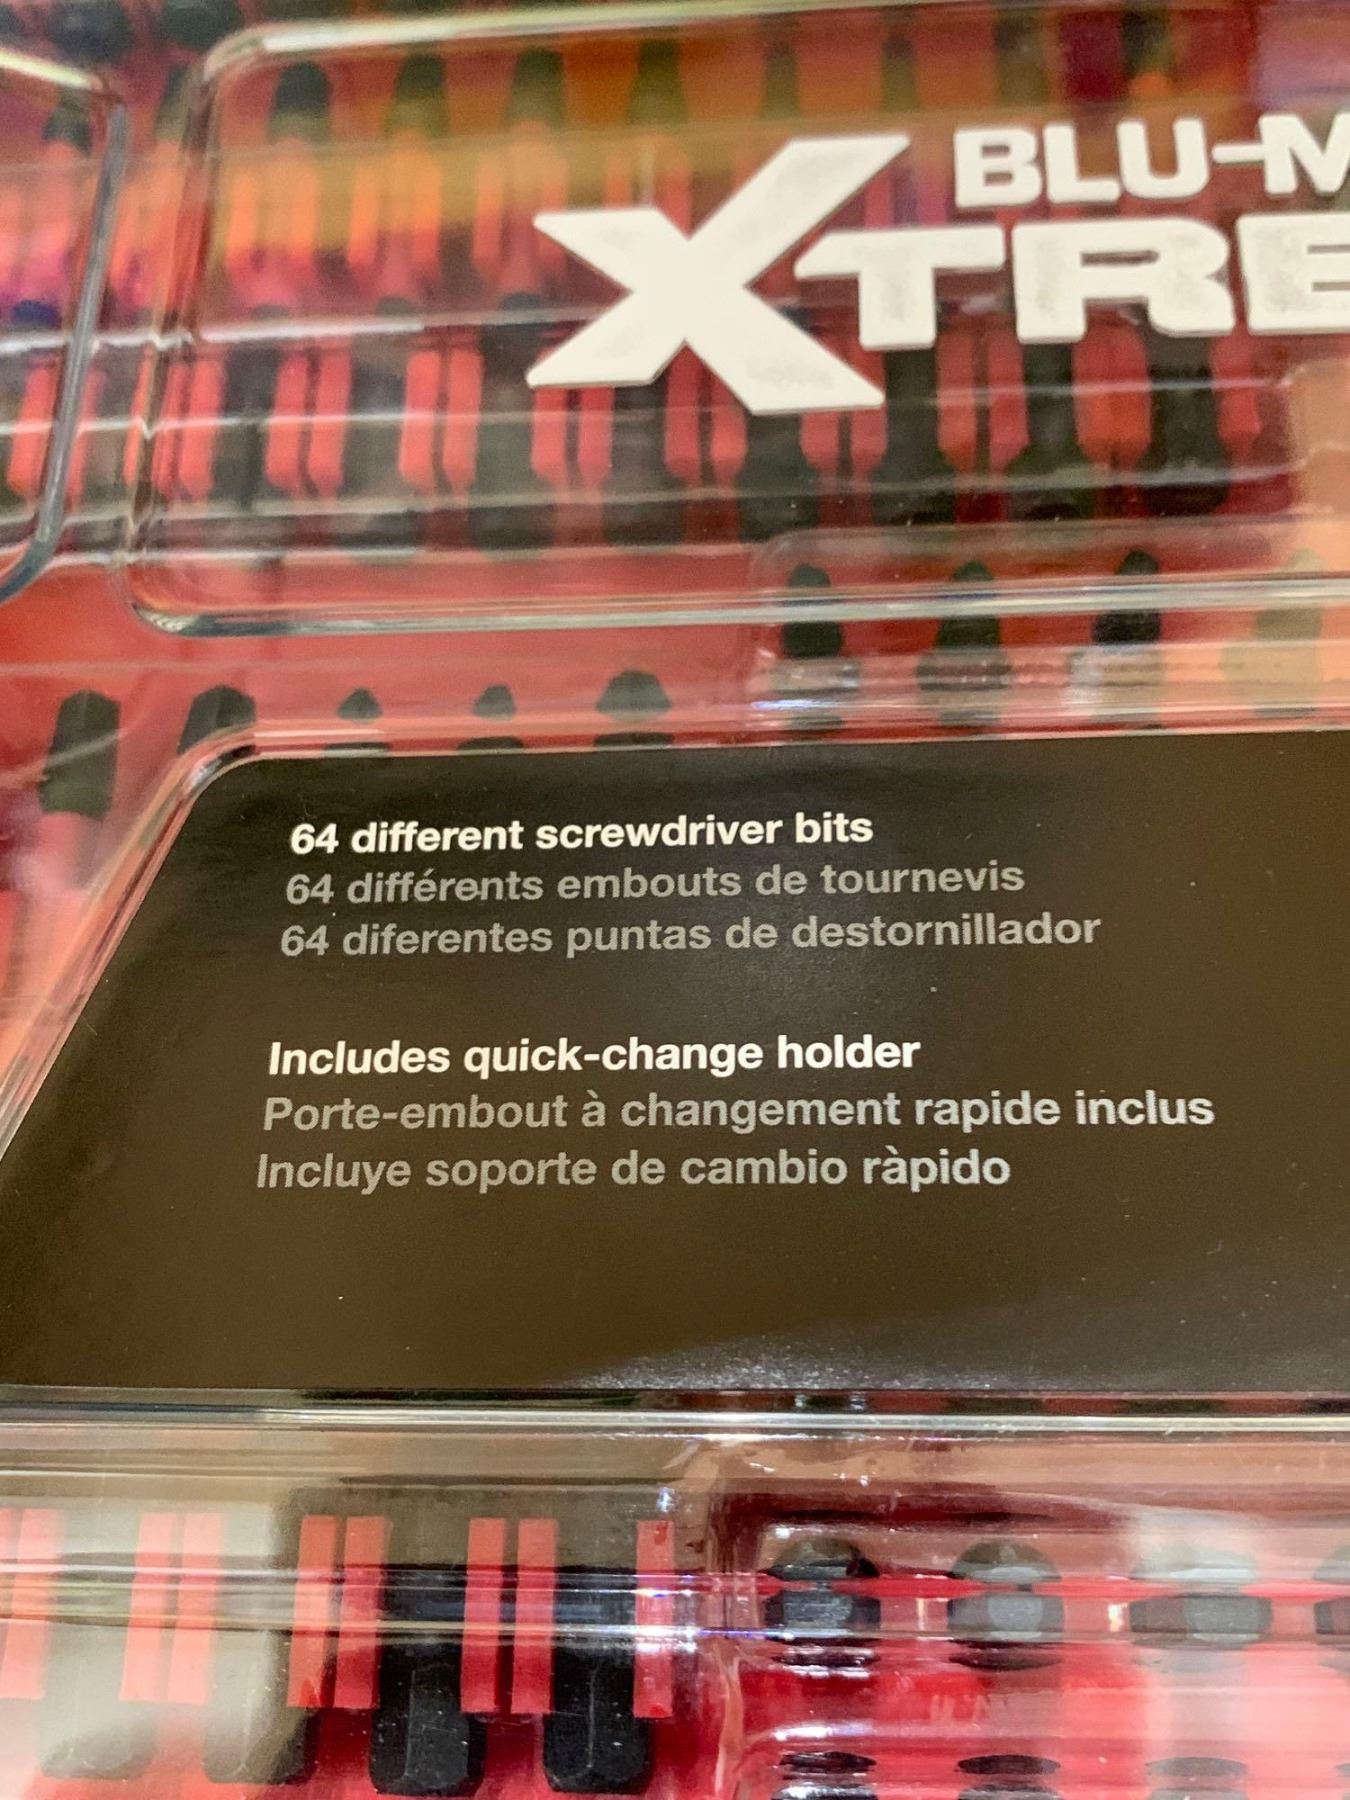 BLU-M
XTRE
64 different screwdriver bits
64 différents embouts de tournevis
64 diferentes puntas de destornillador
Includes quick-change holder
Porte-embout à changement rapide inclus
Incluye soporte de cambio ràpido